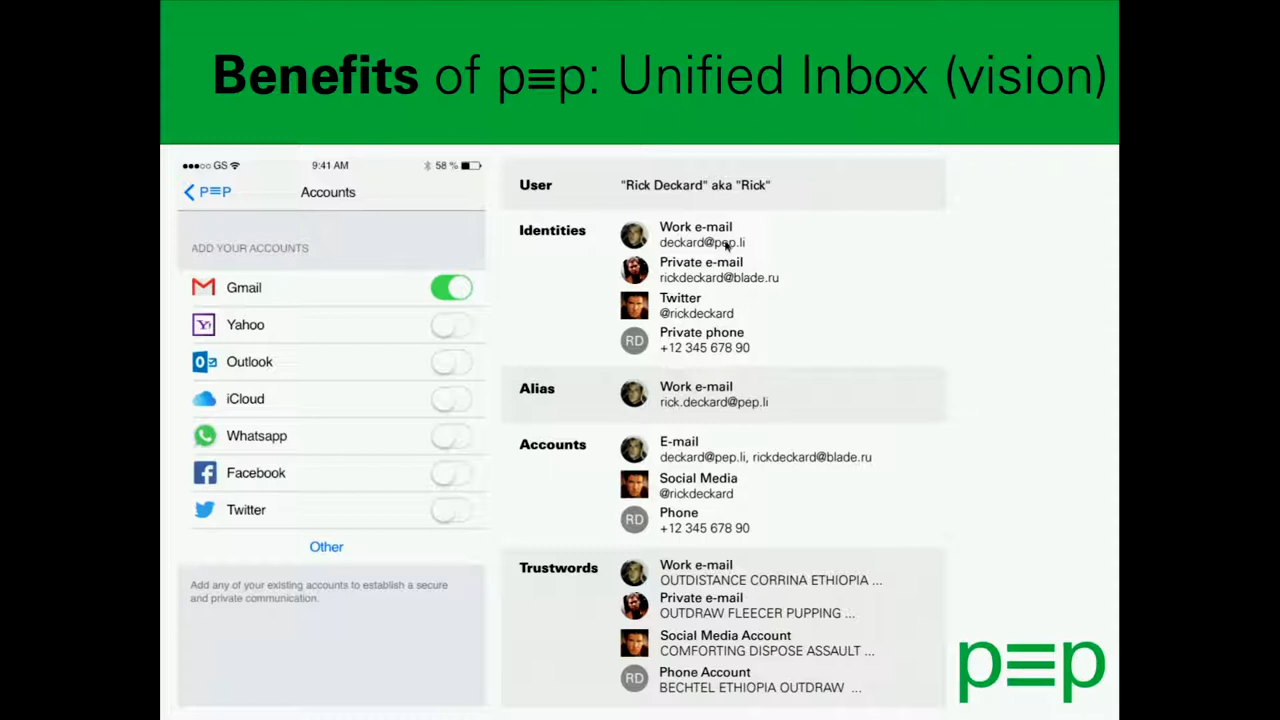 Benefits of p≡p: Unified Inbox (vision)
GS 9:41 AM 58 %
P≡P Accounts
ADD YOUR ACCOUNTS
Gmail
Yahoo
Outlook
iCloud
Whatsapp
Facebook
Twitter
Other
Add any of your existing accounts to establish a secure
and private communication.
User "Rick Deckard" aka "Rick"
Identities
Work e-mail
deckard@pep.li
Private e-mail
rickdeckard@blade.ru
Twitter
@rickdeckard
RD Private phone
+12 345 678 90
Alias
Work e-mail
rick.deckard@pep.li
Accounts
E-mail
deckard@pep.li, rickdeckard@blade.ru
Social Media
@rickdeckard
RD Phone
+12 345 678 90
Trustwords
Work e-mail
OUTDISTANCE CORRINA ETHIOPIA ...
Private e-mail
OUTDRAW FLEECER PUPPING ...
Social Media Account
COMFORTING DISPOSE ASSAULT ...
RD Phone Account
BECHTEL ETHIOPIA OUTDRAW ...
p≡p